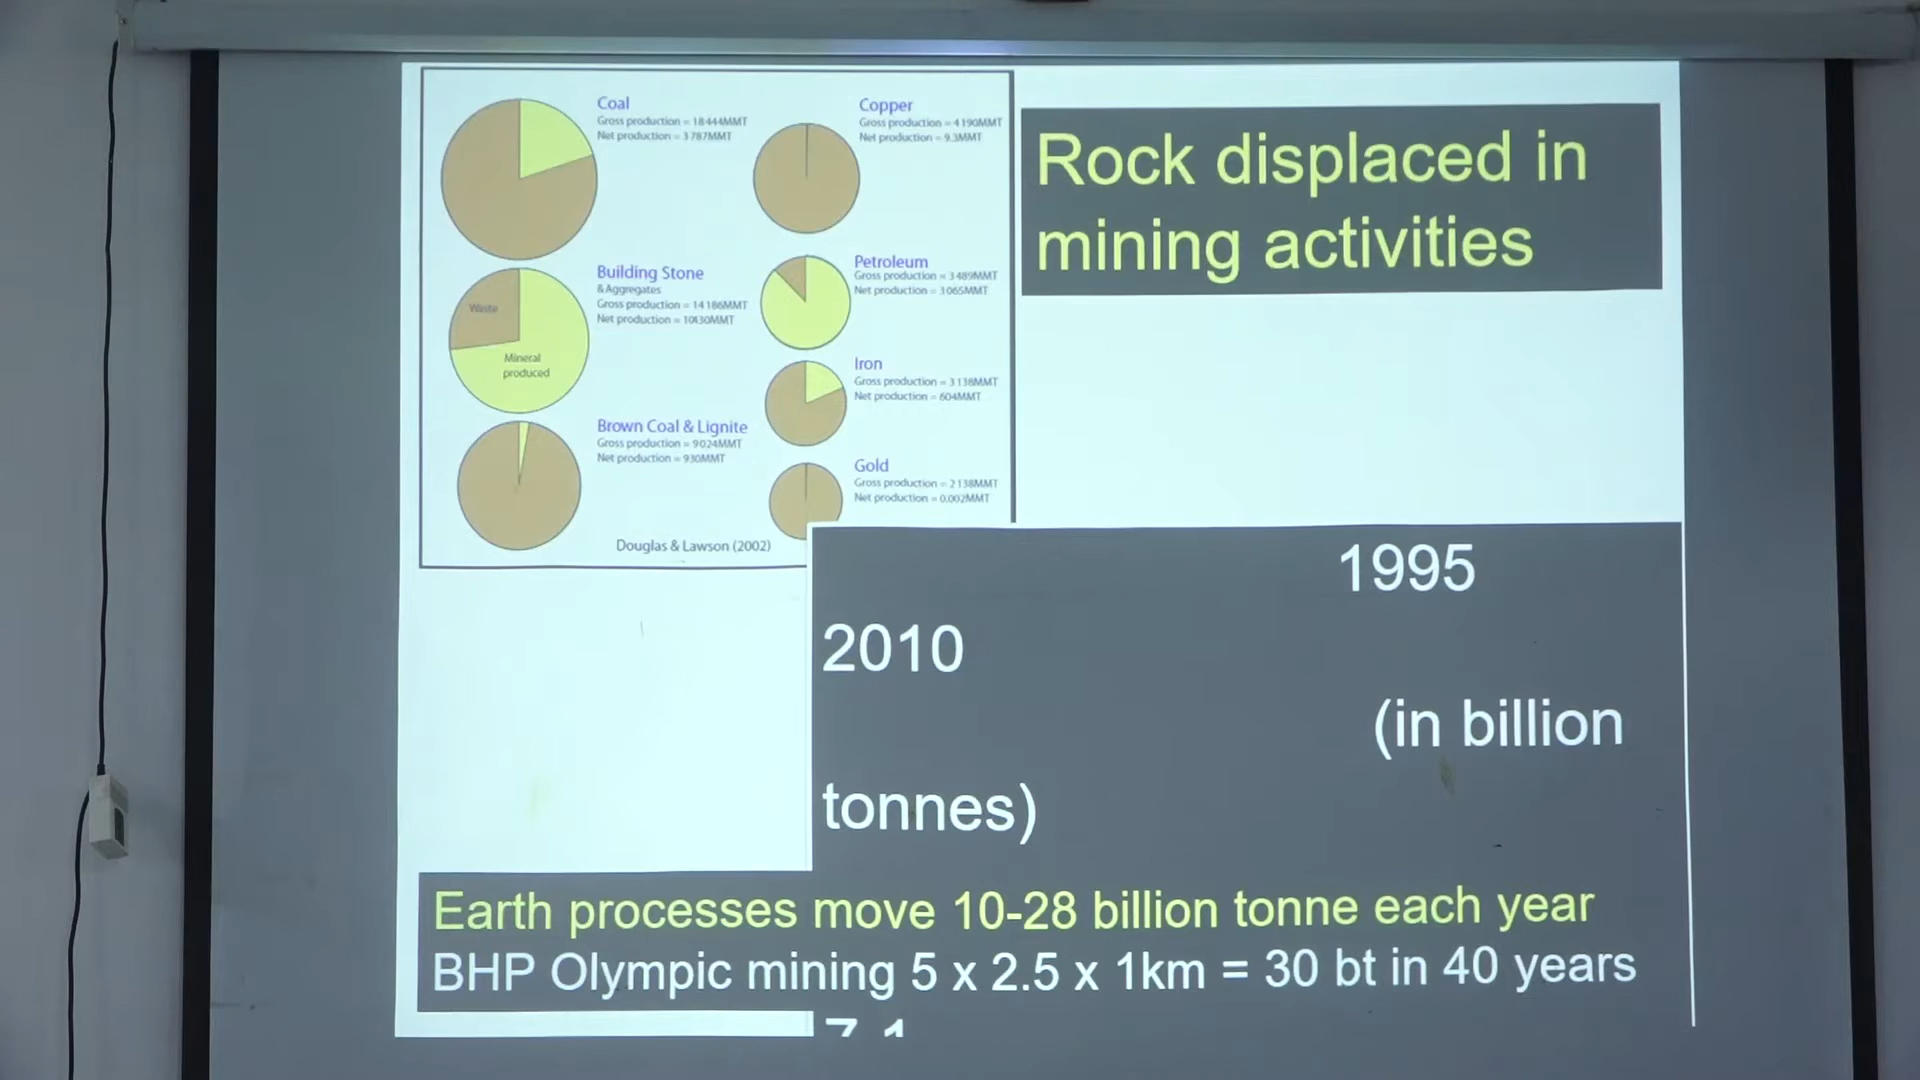 Coal
Gross production = 18444MMT
Net production = 3787MMT
Building Stone
& Aggregates
Gross production = 14186MMT
Net production = 10430MMT
Waste
Mineral
produced
Brown Coal & Lignite
Gross production = 9024MMT
Net production = 930MMT
Copper
Gross production = 4190MMT
Net production = 9.3MMT
Petroleum
Gross production = 3489MMT
Net production = 3065MMT
Iron
Gross production = 3138MMT
Net production = 604MMT
Gold
Gross production = 2138MMT
Net production = 0.002MMT
Douglas & Lawson (2002)
Rock displaced in
mining activities
1995
2010
(in billion
tonnes)
Earth processes move 10-28 billion tonne each year
BHP Olympic mining 5 x 2.5 x 1km = 30 bt in 40 years